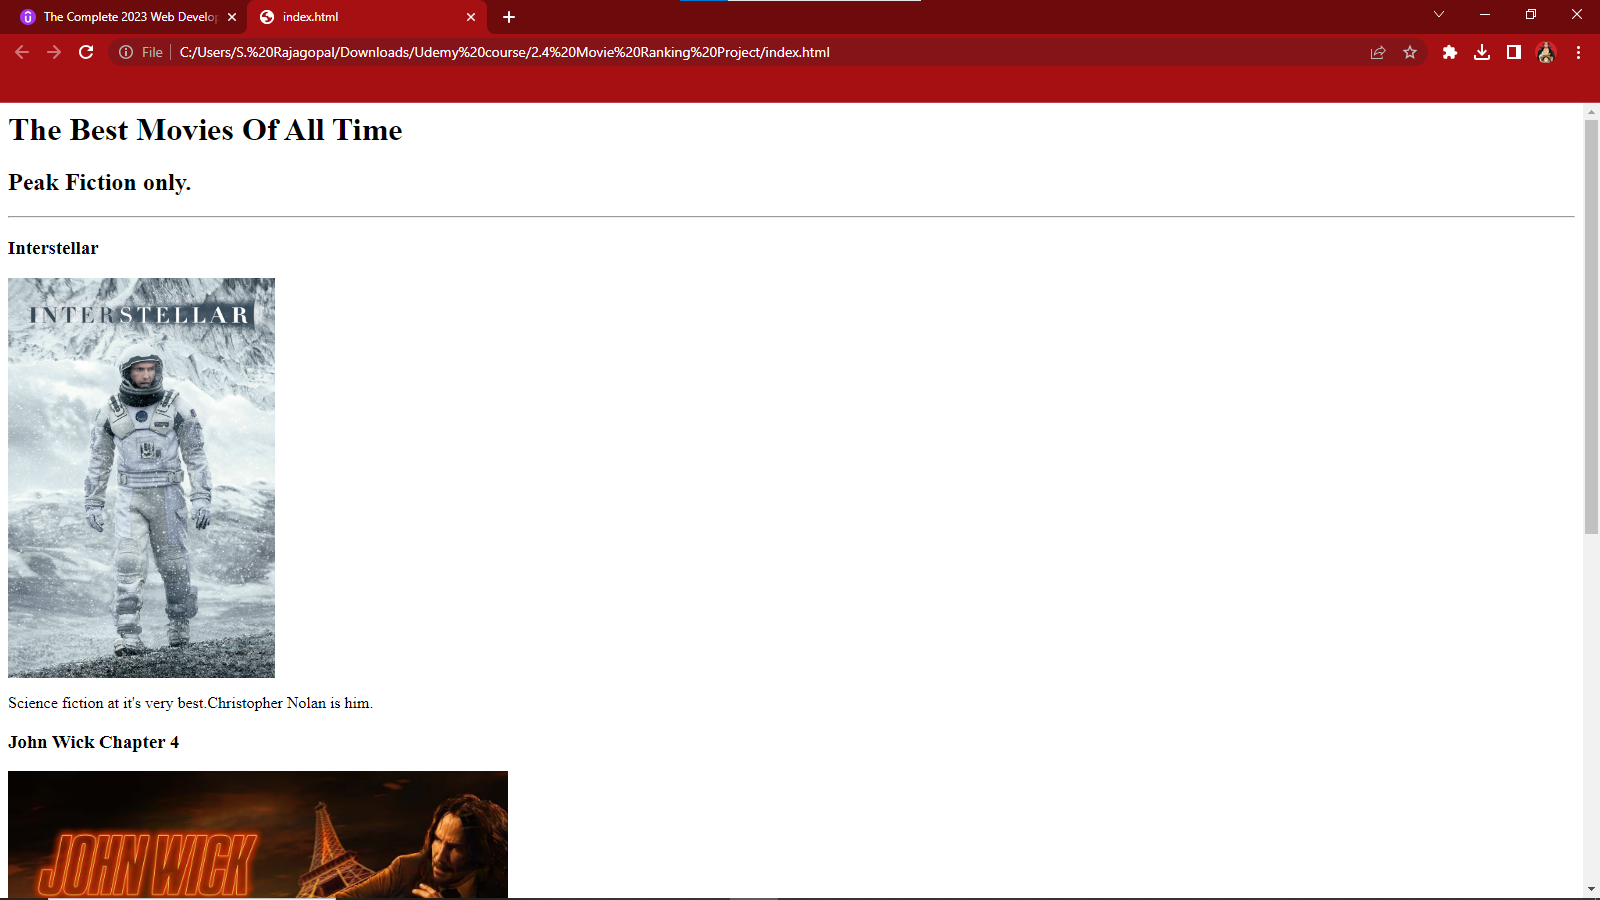 The Complete 2023 Web Develop
index.html
File
C:/Users/S.%20Rajagopal/Downloads/Udemy%20course/2.4%20Movie%20Ranking%20Project/index.html
The Best Movies Of All Time
Peak Fiction only.
Interstellar
INTERSTELLAR
Science fiction at it's very best.Christopher Nolan is him.
John Wick Chapter 4
JOHN WICK